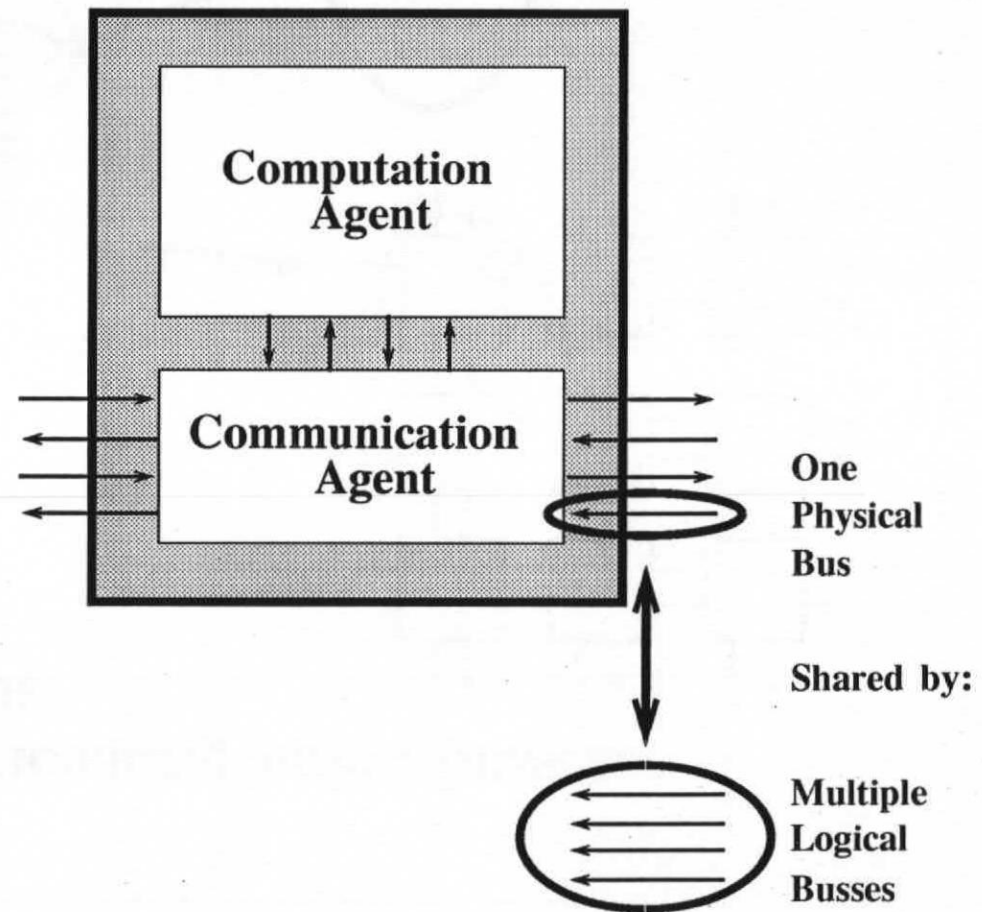 Computation
Agent
Communication
Agent
One
Physical
Bus
Shared by:
Multiple
Logical
Busses